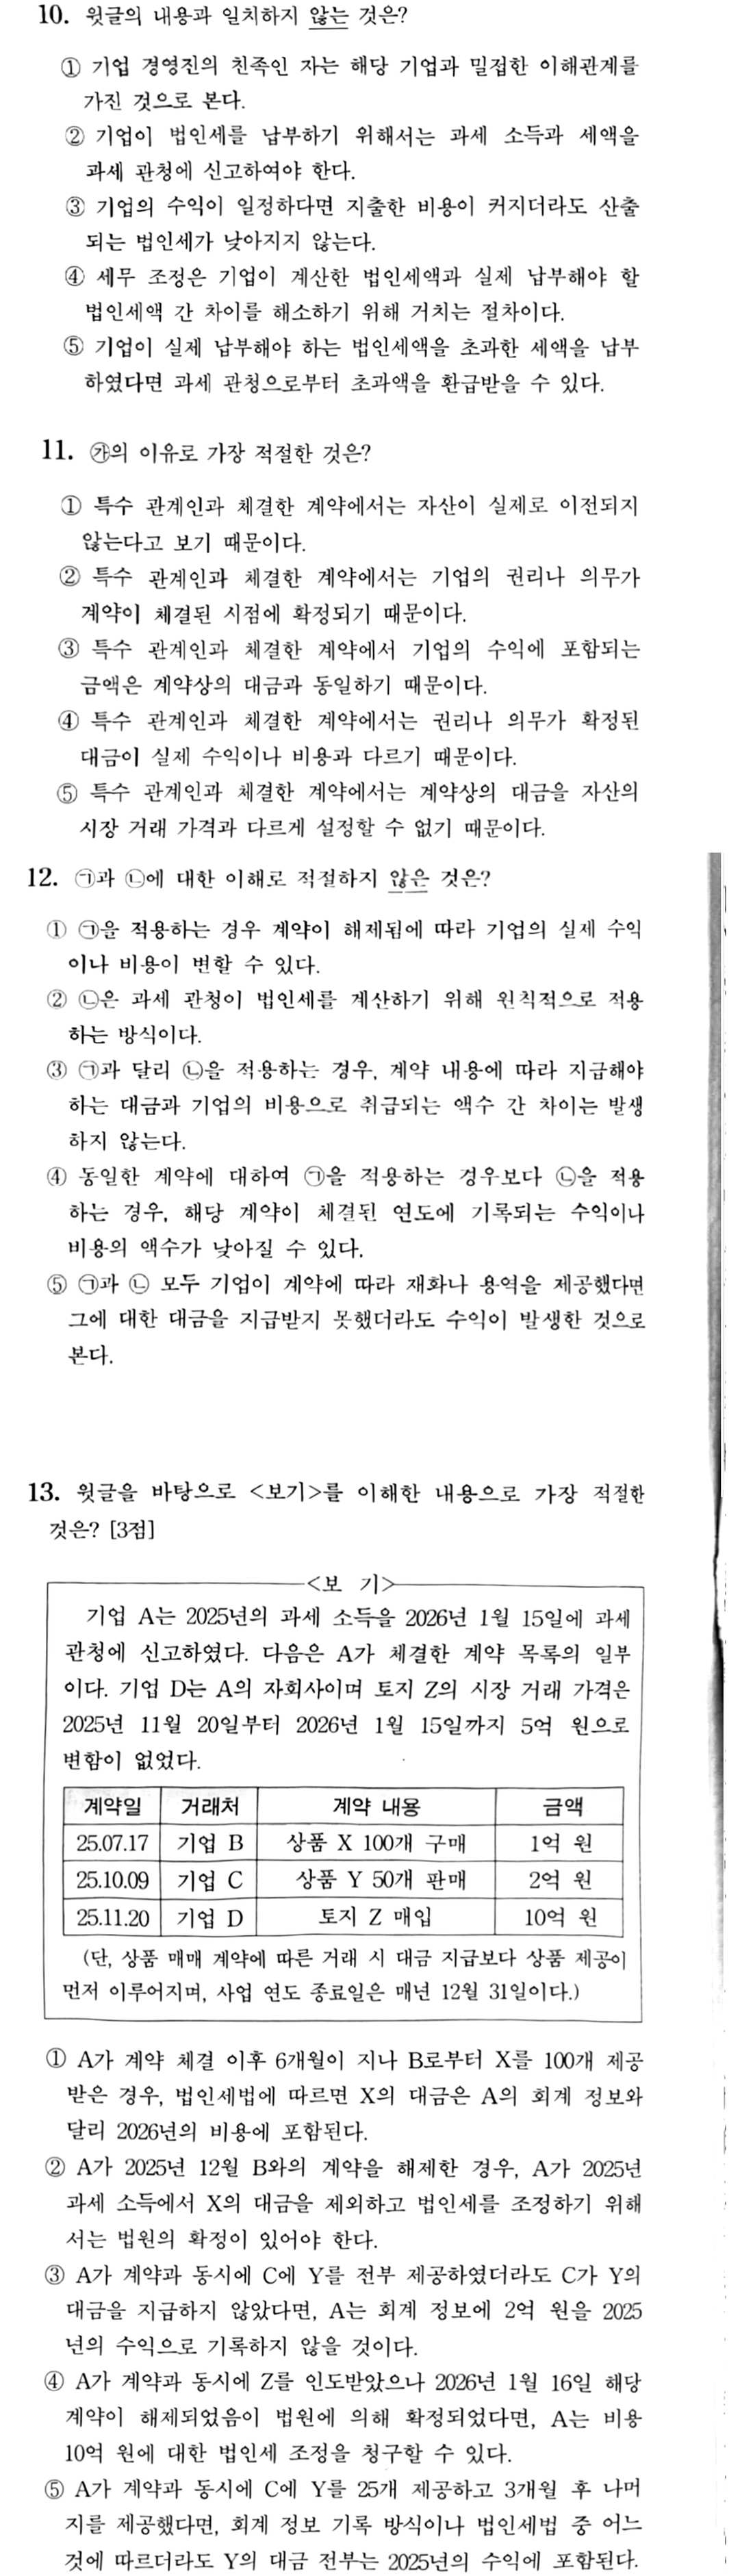 10. 윗글의 내용과 일치하지 않는 것은?
① 기업 경영진의 친족인 자는 해당 기업과 밀접한 이해관계를
가진 것으로 본다.
② 기업이 법인세를 납부하기 위해서는 과세 소득과 세액을
과세 관청에 신고하여야 한다.
③ 기업의 수익이 일정하다면 지출한 비용이 커지더라도 산출
되는 법인세가 낮아지지 않는다.
④ 세무 조정은 기업이 계산한 법인세액과 실제 납부해야 할
법인세액 간 차이를 해소하기 위해 거치는 절차이다.
⑤ 기업이 실제 납부해야 하는 법인세액을 초과한 세액을 납부
하였다면 과세 관청으로부터 초과액을 환급받을 수 있다.
11. ㉮의 이유로 가장 적절한 것은?
① 특수 관계인과 체결한 계약에서는 자산이 실제로 이전되지
않는다고 보기 때문이다.
② 특수 관계인과 체결한 계약에서는 기업의 권리나 의무가
계약이 체결된 시점에 확정되기 때문이다.
③ 특수 관계인과 체결한 계약에서 기업의 수익에 포함되는
금액은 계약상의 대금과 동일하기 때문이다.
④ 특수 관계인과 체결한 계약에서는 권리나 의무가 확정된
대금이 실제 수익이나 비용과 다르기 때문이다.
⑤ 특수 관계인과 체결한 계약에서는 계약상의 대금을 자산의
시장 거래 가격과 다르게 설정할 수 없기 때문이다.
12. ㉠과 ㉡에 대한 이해로 적절하지 않은 것은?
① ㉠을 적용하는 경우 계약이 해제됨에 따라 기업의 실제 수익
이나 비용이 변할 수 있다.
② ㉡은 과세 관청이 법인세를 계산하기 위해 원칙적으로 적용
하는 방식이다.
③ ㉠과 달리 ㉡을 적용하는 경우, 계약 내용에 따라 지급해야
하는 대금과 기업의 비용으로 취급되는 액수 간 차이는 발생
하지 않는다.
④ 동일한 계약에 대하여 ㉠을 적용하는 경우보다 ㉡을 적용
하는 경우, 해당 계약이 체결된 연도에 기록되는 수익이나
비용의 액수가 낮아질 수 있다.
⑤ ㉠과 ㉡ 모두 기업이 계약에 따라 재화나 용역을 제공했다면
그에 대한 대금을 지급받지 못했더라도 수익이 발생한 것으로
본다.
13. 윗글을 바탕으로 <보기>를 이해한 내용으로 가장 적절한
것은? [3점]
<보 기>
기업 A는 2025년의 과세 소득을 2026년 1월 15일에 과세
관청에 신고하였다. 다음은 A가 체결한 계약 목록의 일부
이다. 기업 D는 A의 자회사이며 토지 Z의 시장 거래 가격은
2025년 11월 20일부터 2026년 1월 15일까지 5억 원으로
변함이 없었다.
계약일 거래처 계약 내용 금액
25.07.17 기업 B 상품 X 100개 구매 1억 원
25.10.09 기업 C 상품 Y 50개 판매 2억 원
25.11.20 기업 D 토지 Z 매입 10억 원
(단, 상품 매매 계약에 따른 거래 시 대금 지급보다 상품 제공이
먼저 이루어지며, 사업 연도 종료일은 매년 12월 31일이다.)
① A가 계약 체결 이후 6개월이 지나 B로부터 X를 100개 제공
받은 경우, 법인세법에 따르면 X의 대금은 A의 회계 정보와
달리 2026년의 비용에 포함된다.
② A가 2025년 12월 B와의 계약을 해제한 경우, A가 2025년
과세 소득에서 X의 대금을 제외하고 법인세를 조정하기 위해
서는 법원의 확정이 있어야 한다.
③ A가 계약과 동시에 C에 Y를 전부 제공하였더라도 C가 Y의
대금을 지급하지 않았다면, A는 회계 정보에 2억 원을 2025
년의 수익으로 기록하지 않을 것이다.
④ A가 계약과 동시에 Z를 인도받았으나 2026년 1월 16일 해당
계약이 해제되었음이 법원에 의해 확정되었다면, A는 비용
10억 원에 대한 법인세 조정을 청구할 수 있다.
⑤ A가 계약과 동시에 C에 Y를 25개 제공하고 3개월 후 나머
지를 제공했다면, 회계 정보 기록 방식이나 법인세법 중 어느
것에 따르더라도 Y의 대금 전부는 2025년의 수익에 포함된다.